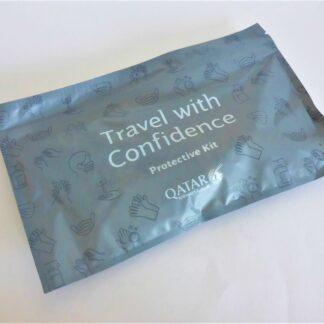 Travel with
Confidence
Protective Kit
QATAR